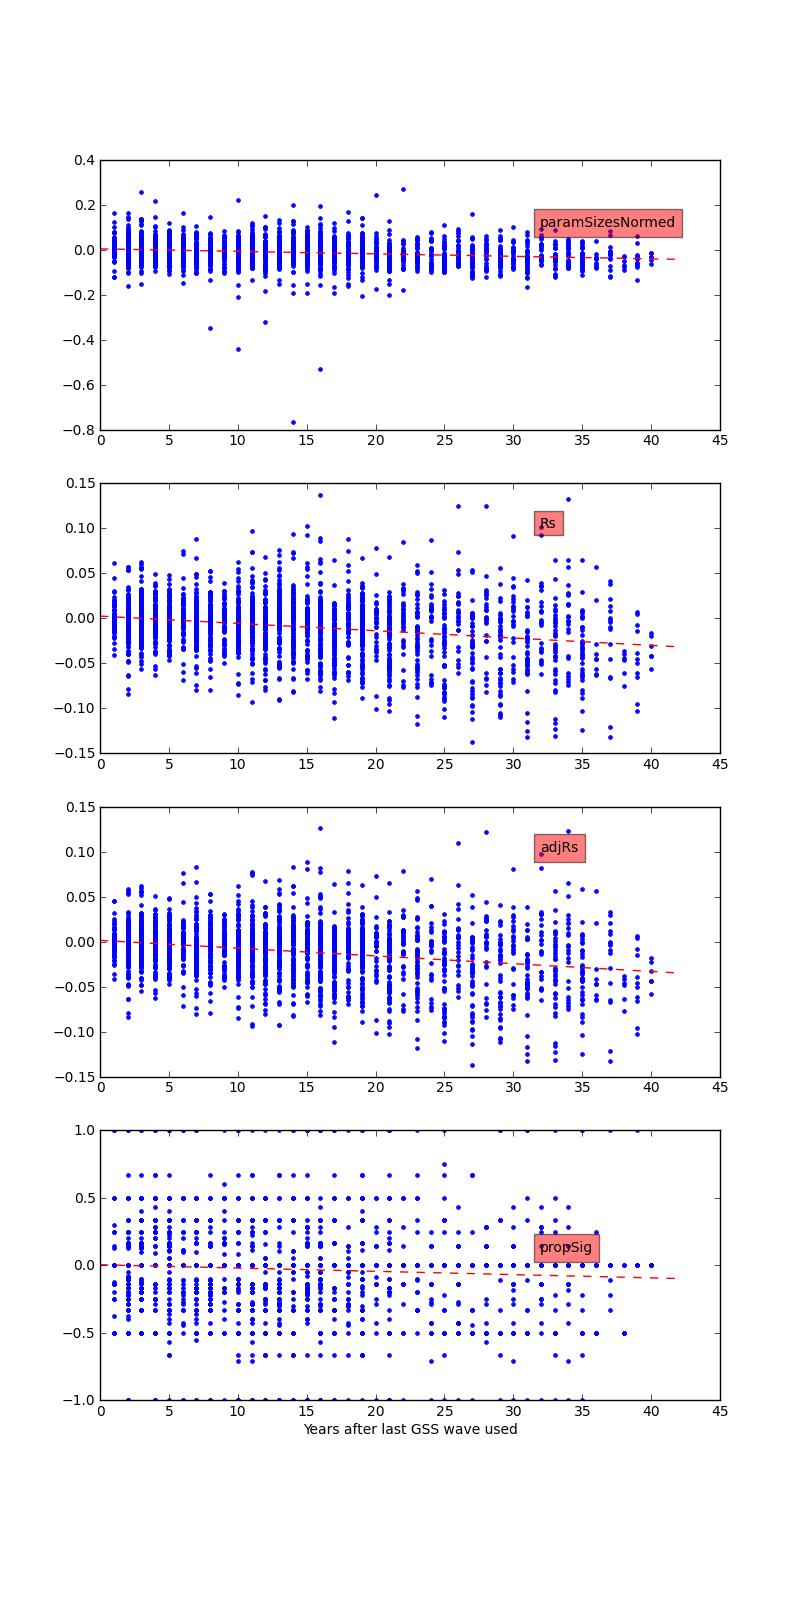 0.4
0.2
0.0
−0.2
−0.4
−0.6
−0.8
paramSizesNormed
0 5 10 15 20 25 30 35 40 45
0.15
0.10
0.05
0.00
−0.05
−0.10
−0.15
Rs
0 5 10 15 20 25 30 35 40 45
0.15
0.10
0.05
0.00
−0.05
−0.10
−0.15
adjRs
0 5 10 15 20 25 30 35 40 45
1.0
0.5
0.0
−0.5
−1.0
propSig
0 5 10 15 20 25 30 35 40 45
Years after last GSS wave used